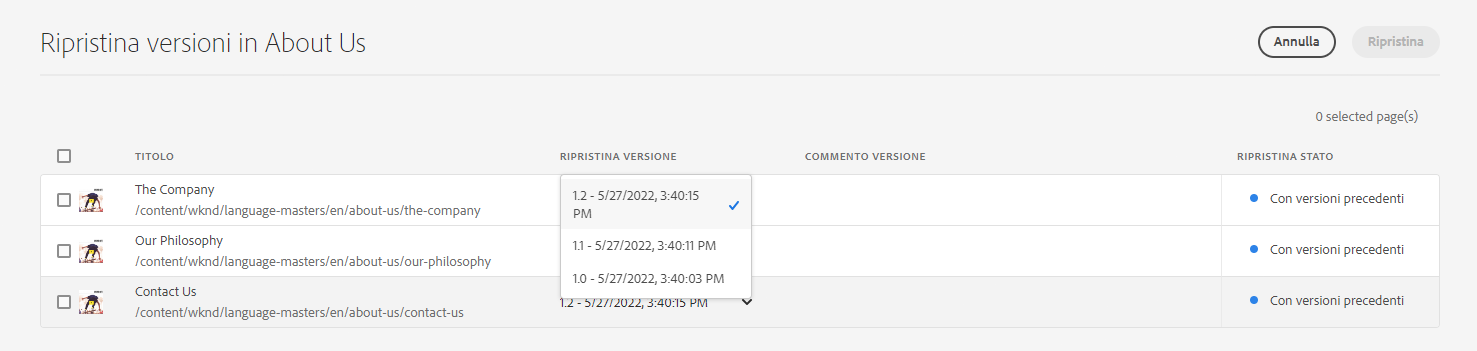 Ripristina versioni in About Us
Annulla
Ripristina
0 selected page(s)
TITOLO
RIPRISTINA VERSIONE
COMMENTO VERSIONE
RIPRISTINA STATO
The Company
/content/wknd/language-masters/en/about-us/the-company
Con versioni precedenti
1.2 - 5/27/2022, 3:40:15
PM
1.1 - 5/27/2022, 3:40:11 PM
1.0 - 5/27/2022, 3:40:03 PM
Our Philosophy
/content/wknd/language-masters/en/about-us/our-philosophy
Con versioni precedenti
Contact Us
/content/wknd/language-masters/en/about-us/contact-us
1.2 - 5/27/2022, 3:40:15 PM
Con versioni precedenti